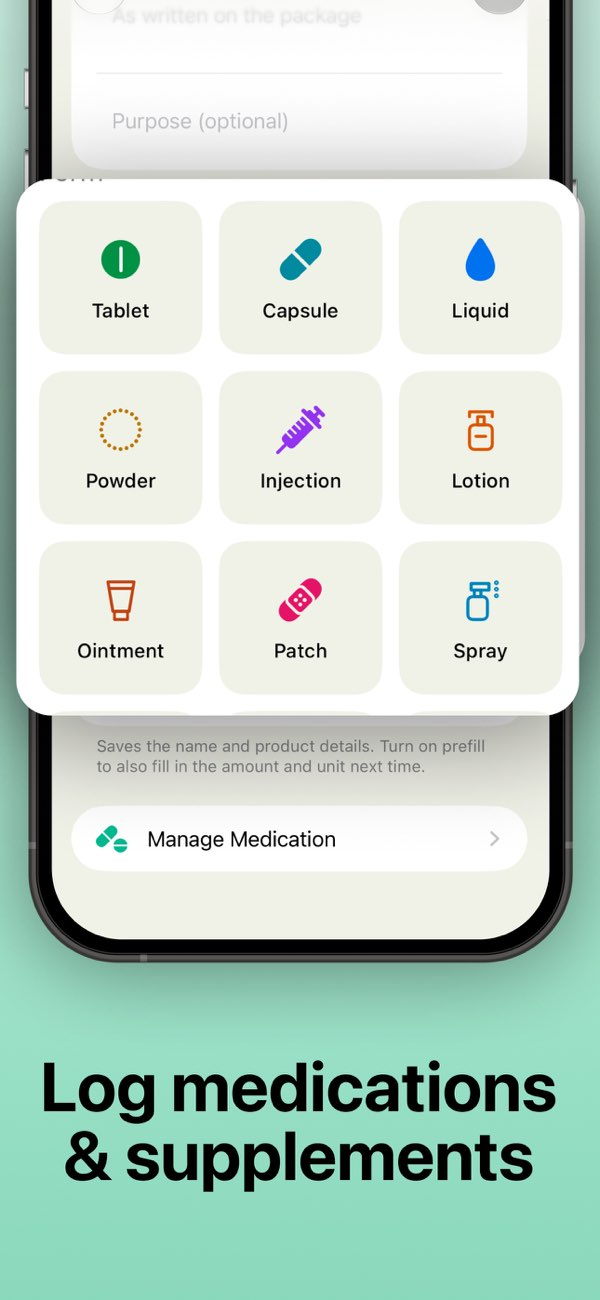 As written on the package
Purpose (optional)
Tablet
Capsule
Liquid
Powder
Injection
Lotion
Ointment
Patch
Spray
Saves the name and product details. Turn on prefill
to also fill in the amount and unit next time.
Manage Medication
Log medications
& supplements